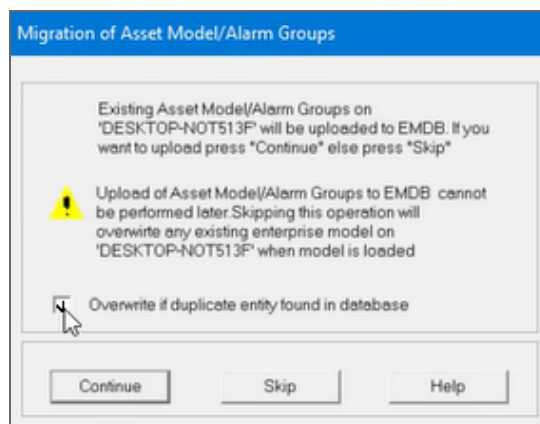 Migration of Asset Model/Alarm Groups
Existing Asset Model/Alarm Groups on
'DESKTOP-NOT513F' will be uploaded to EMDB. If you
want to upload press "Continue" else press "Skip"
Upload of Asset Model/Alarm Groups to EMDB cannot
be performed later.Skipping this operation will
overwirte any existing enterprise model on
'DESKTOP-NOT513F' when model is loaded
Overwrite if duplicate entity found in database
Continue
Skip
Help